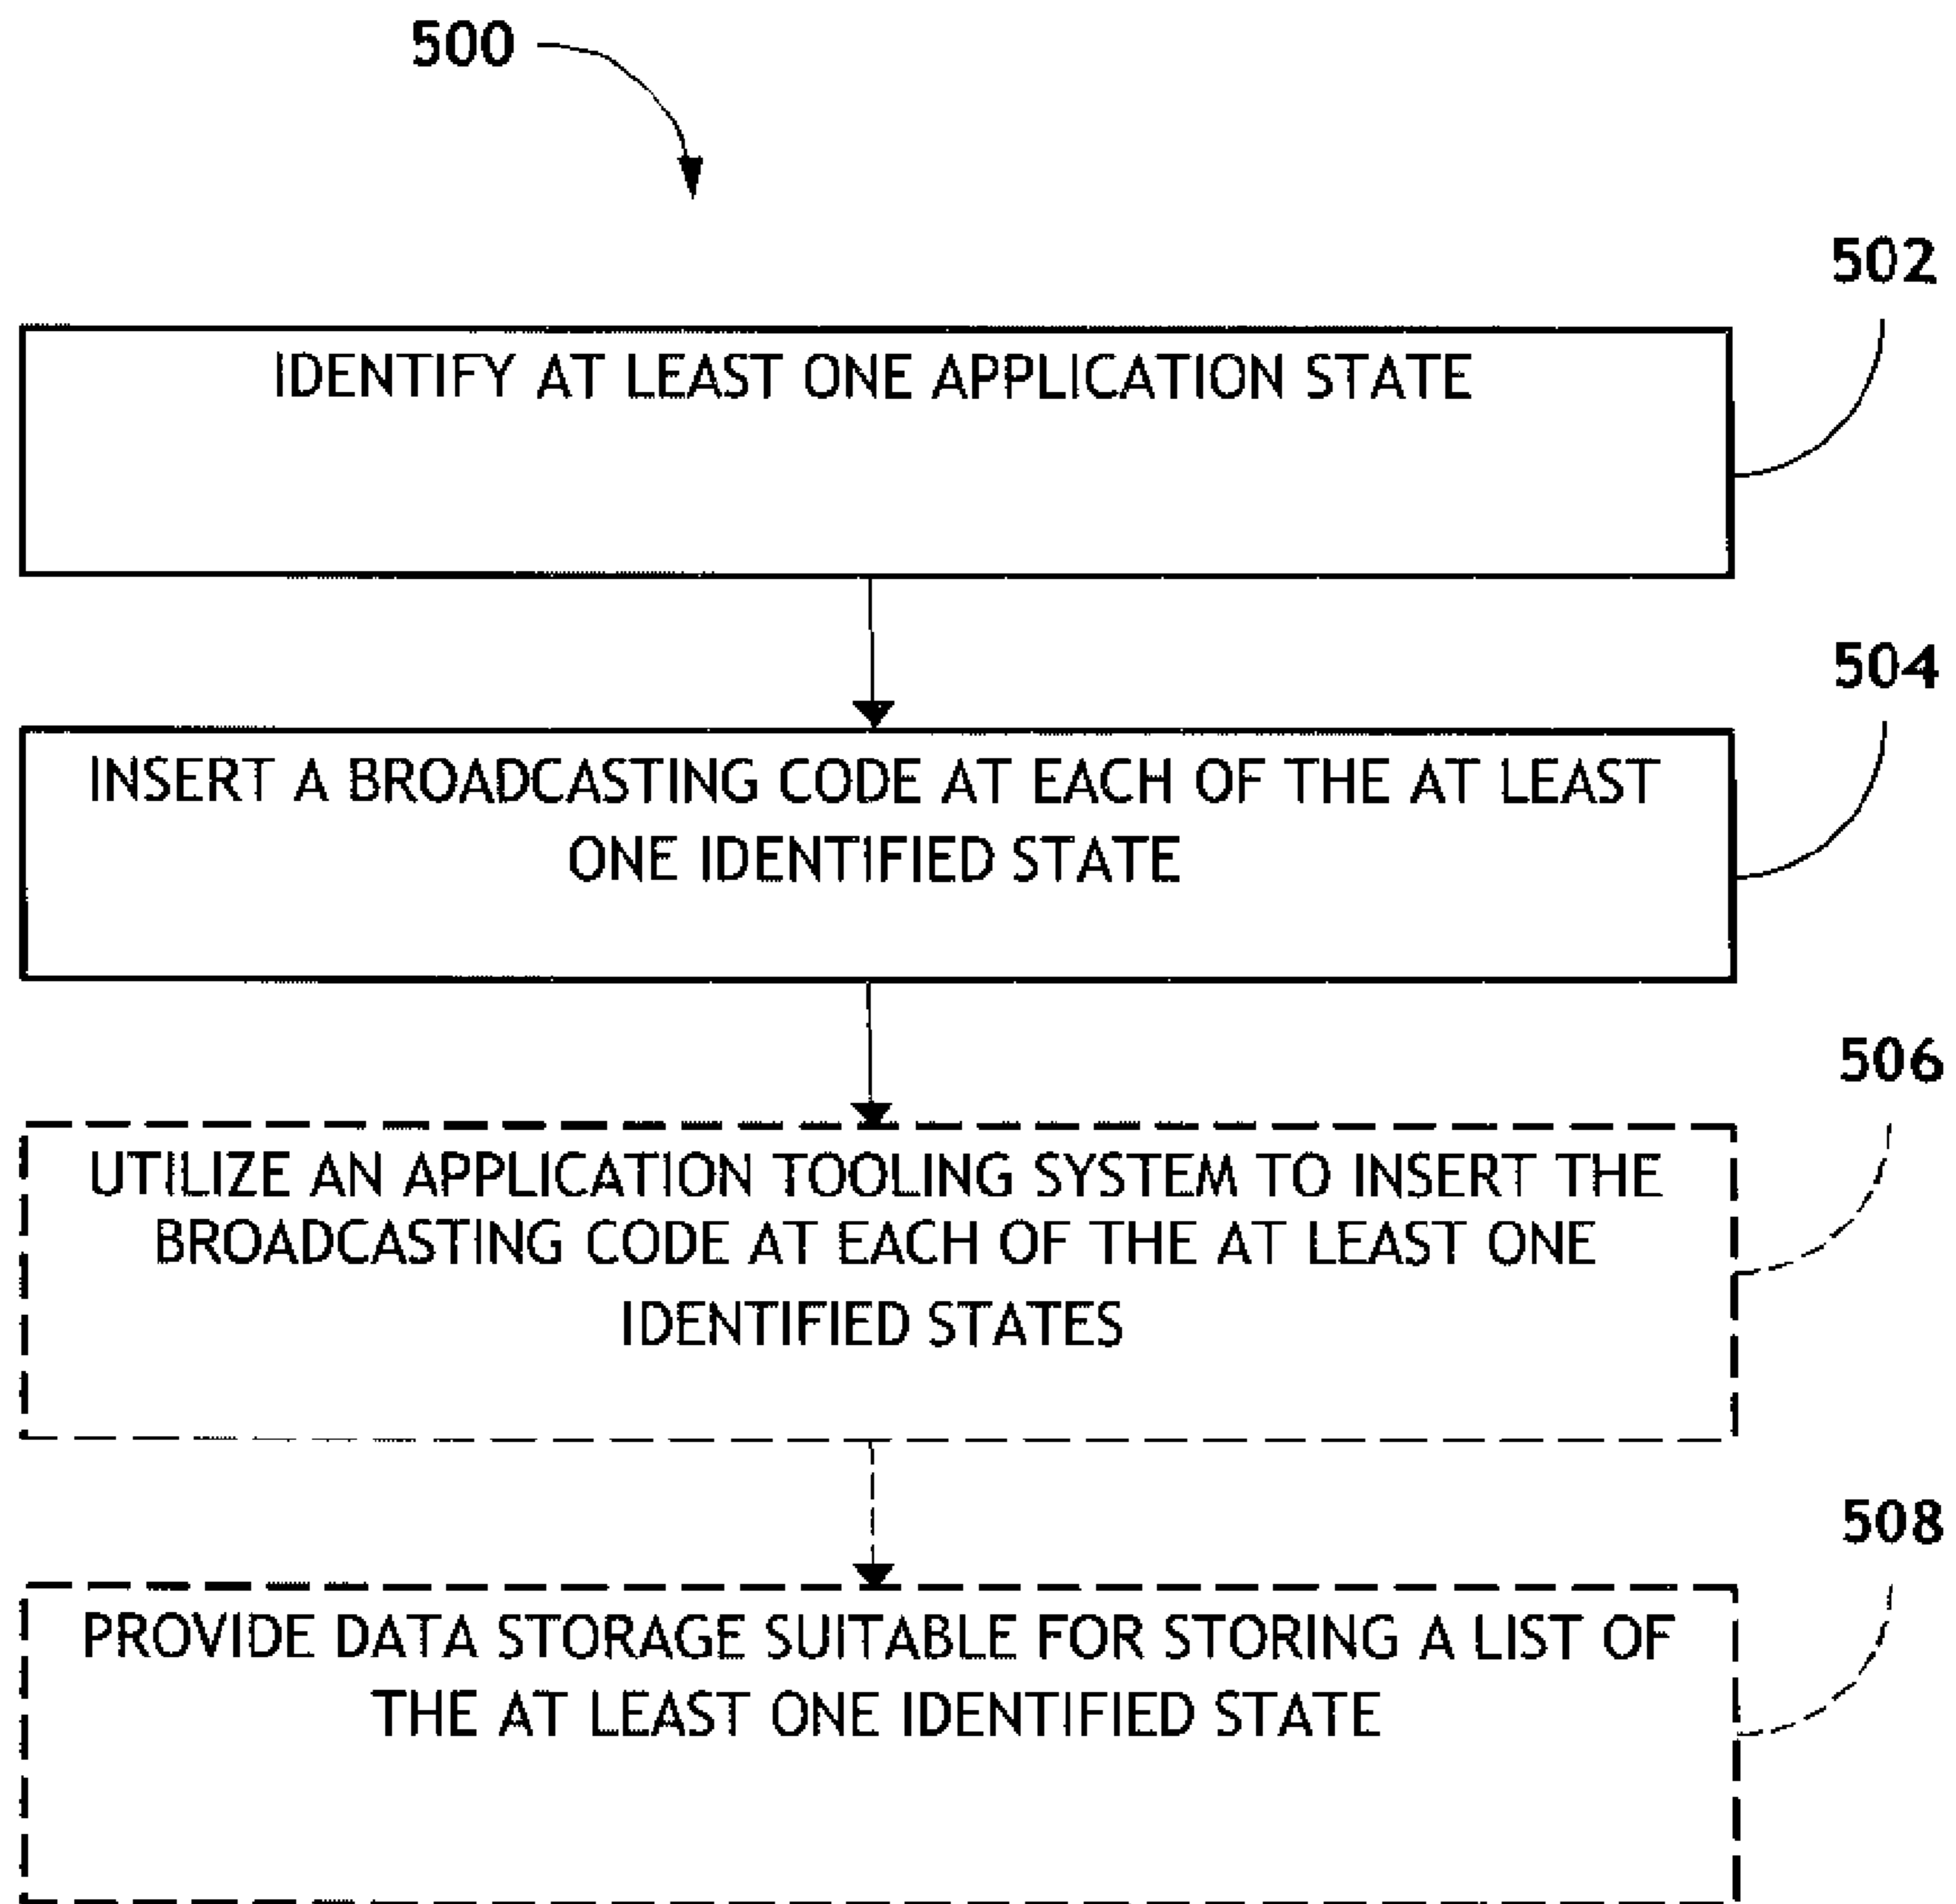 500
502
IDENTIFY AT LEAST ONE APPLICATION STATE
504
INSERT A BROADCASTING CODE AT EACH OF THE AT LEAST
ONE IDENTIFIED STATE
506
UTILIZE AN APPLICATION TOOLING SYSTEM TO INSERT THE
BROADCASTING CODE AT EACH OF THE AT LEAST ONE
IDENTIFIED STATES
508
PROVIDE DATA STORAGE SUITABLE FOR STORING A LIST OF
THE AT LEAST ONE IDENTIFIED STATE